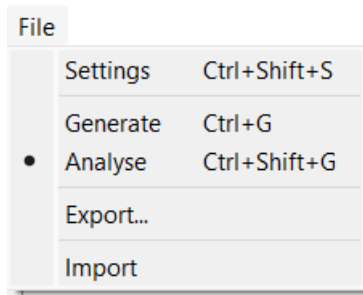 File
Settings Ctrl+Shift+S
Generate Ctrl+G
Analyse Ctrl+Shift+G
Export...
Import